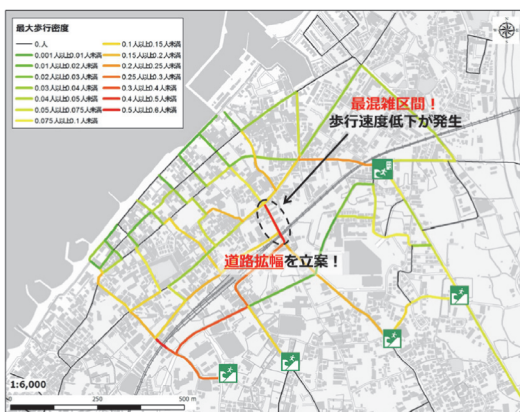 最大歩行密度
0.人
0.001人以上0.01人未満
0.01人以上0.02人未満
0.02人以上0.03人未満
0.03人以上0.04人未満
0.04人以上0.05人未満
0.05人以上0.075人未満
0.075人以上0.1人未満
0.1人以上0.15人未満
0.15人以上0.2人未満
0.2人以上0.25人未満
0.25人以上0.3人未満
0.3人以上0.4人未満
0.4人以上0.5人未満
0.5人以上0.6人未満
最混雑区間!
歩行速度低下が発生
道路拡幅を立案!
1:6,000
0 250 500 m